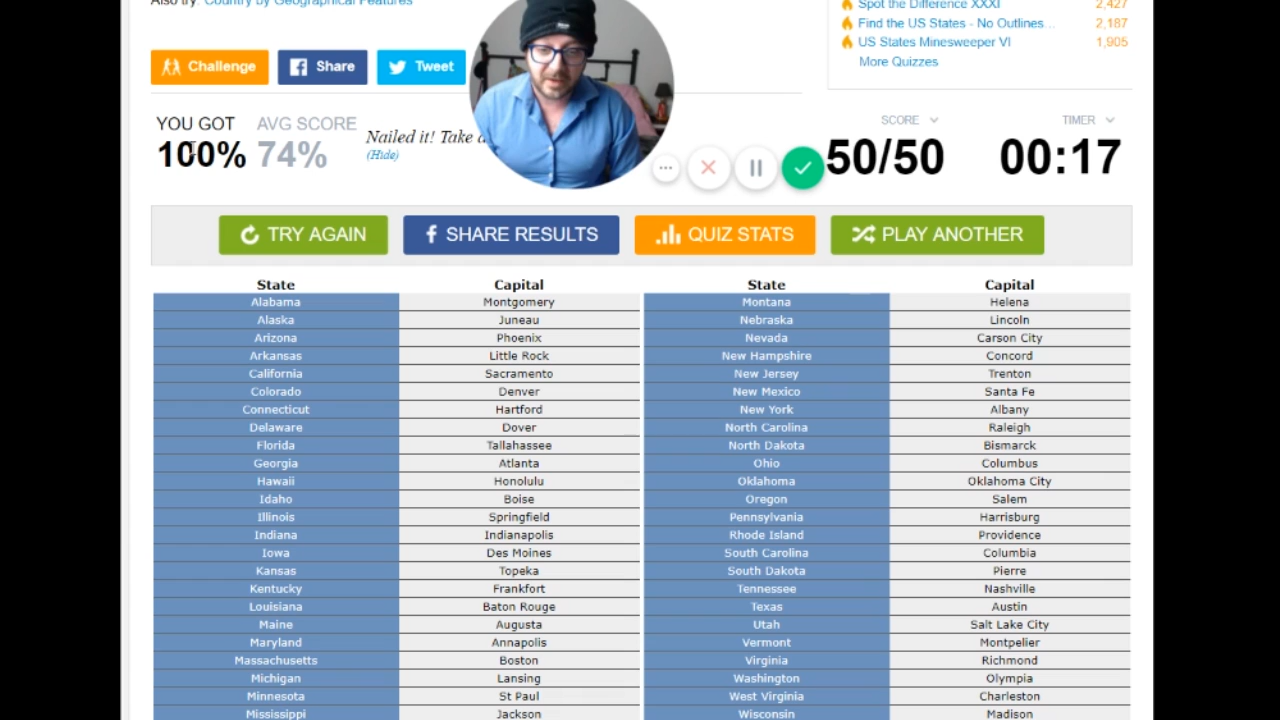 Also try: Country by Geographical Features
Spot the Difference XXXI 2,427
Find the US States - No Outlines... 2,187
US States Minesweeper VI 1,905
More Quizzes
Challenge Share Tweet
YOU GOT AVG SCORE
100% 74%
Nailed it! Take a
(Hide)
SCORE TIMER
50/50 00:17
TRY AGAIN SHARE RESULTS QUIZ STATS PLAY ANOTHER
State Capital State Capital
Alabama Montgomery Montana Helena
Alaska Juneau Nebraska Lincoln
Arizona Phoenix Nevada Carson City
Arkansas Little Rock New Hampshire Concord
California Sacramento New Jersey Trenton
Colorado Denver New Mexico Santa Fe
Connecticut Hartford New York Albany
Delaware Dover North Carolina Raleigh
Florida Tallahassee North Dakota Bismarck
Georgia Atlanta Ohio Columbus
Hawaii Honolulu Oklahoma Oklahoma City
Idaho Boise Oregon Salem
Illinois Springfield Pennsylvania Harrisburg
Indiana Indianapolis Rhode Island Providence
Iowa Des Moines South Carolina Columbia
Kansas Topeka South Dakota Pierre
Kentucky Frankfort Tennessee Nashville
Louisiana Baton Rouge Texas Austin
Maine Augusta Utah Salt Lake City
Maryland Annapolis Vermont Montpelier
Massachusetts Boston Virginia Richmond
Michigan Lansing Washington Olympia
Minnesota St Paul West Virginia Charleston
Mississippi Jackson Wisconsin Madison